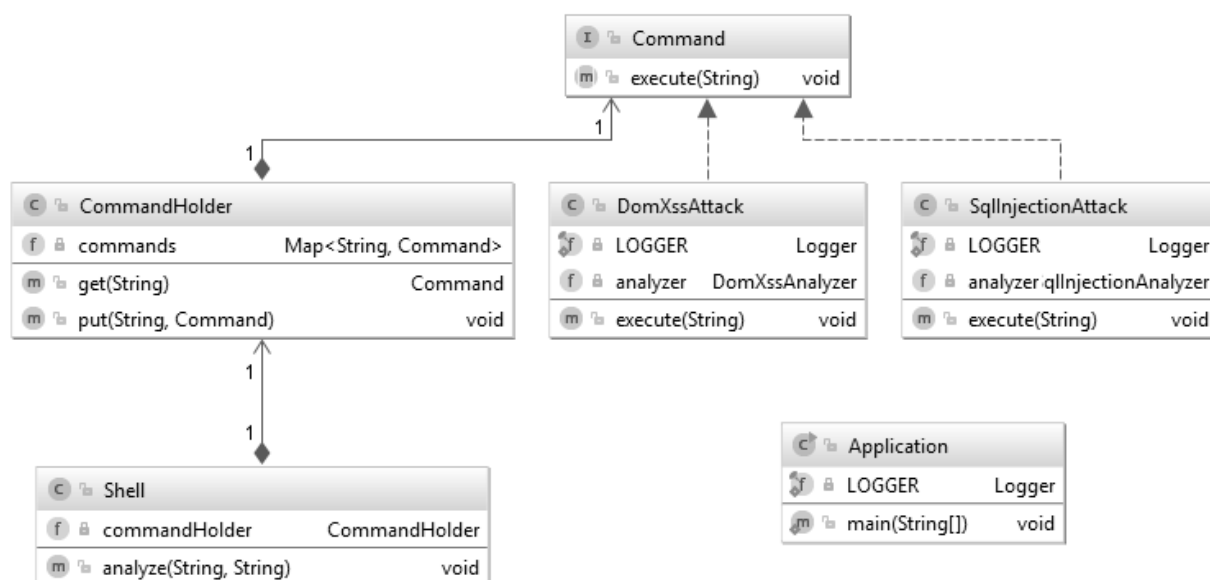 I Command
m execute(String) void
1
1
C CommandHolder
f commands Map<String, Command>
m get(String) Command
m put(String, Command) void
C DomXssAttack
f LOGGER Logger
f analyzer DomXssAnalyzer
m execute(String) void
C SqlInjectionAttack
f LOGGER Logger
f analyzer qlInjectionAnalyzer
m execute(String) void
1
1
C Shell
f commandHolder CommandHolder
m analyze(String, String) void
C Application
f LOGGER Logger
m main(String[]) void